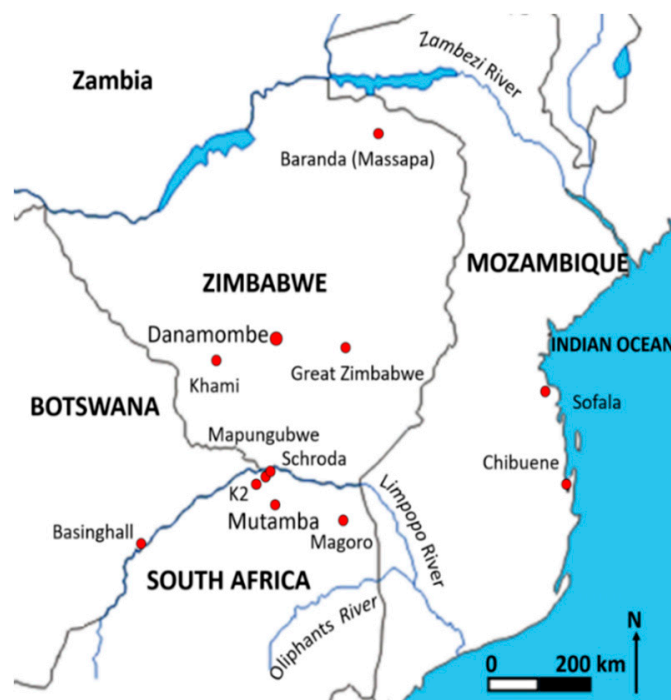 Zambia
Zambezi River
Baranda (Massapa)
MOZAMBIQUE
ZIMBABWE
Danamombe
INDIAN OCEAN
Great Zimbabwe
Khami
BOTSWANA
Sofala
Mapungubwe
Schroda
Chibuene
K2
Limpopo River
Mutamba
Basinghall
Magoro
SOUTH AFRICA
Oliphants River
N
0 200 km